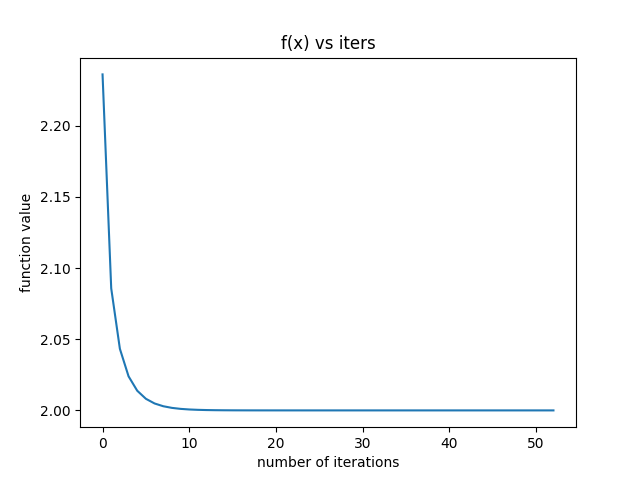 f(x) vs iters
function value
2.20
2.15
2.10
2.05
2.00
0 10 20 30 40 50
number of iterations